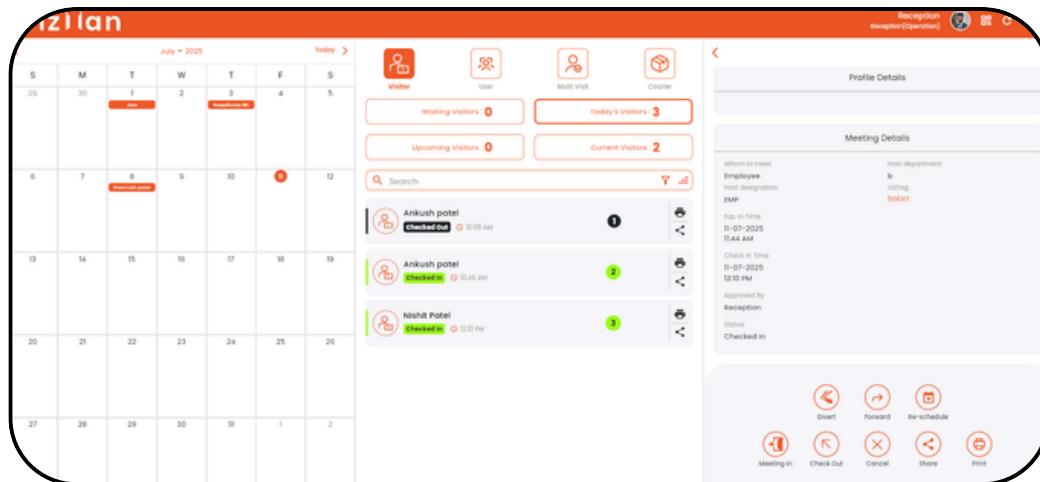 Reception
Reception(Operation)
July 2025
Today
S M T W T F S
29 30 1 2 3 4 5
6 7 8 9 10 11 12
Ankush patel
13 14 15 16 17 18 19
20 21 22 23 24 25 26
27 28 29 30 31 1 2
Visitor User Multi Visit Courier
Waiting Visitors : 0 Today's Visitors : 3
Upcoming Visitors : 0 Current Visitors : 2
Search
Ankush patel
Checked Out 10:09 AM
1
Ankush patel
Checked In 10:46 AM
2
Nishit Patel
Checked In 12:10 PM
3
Profile Details
Meeting Details
Whom to meet Host department
Employee b
Host designation VizTag
EMP
Exp. In Time
11-07-2025
11:44 AM
Check In Time
11-07-2025
12:10 PM
Approved By
Reception
Status
Checked In
Divert Forward Re-schedule
Meeting In Check Out Cancel Share Print